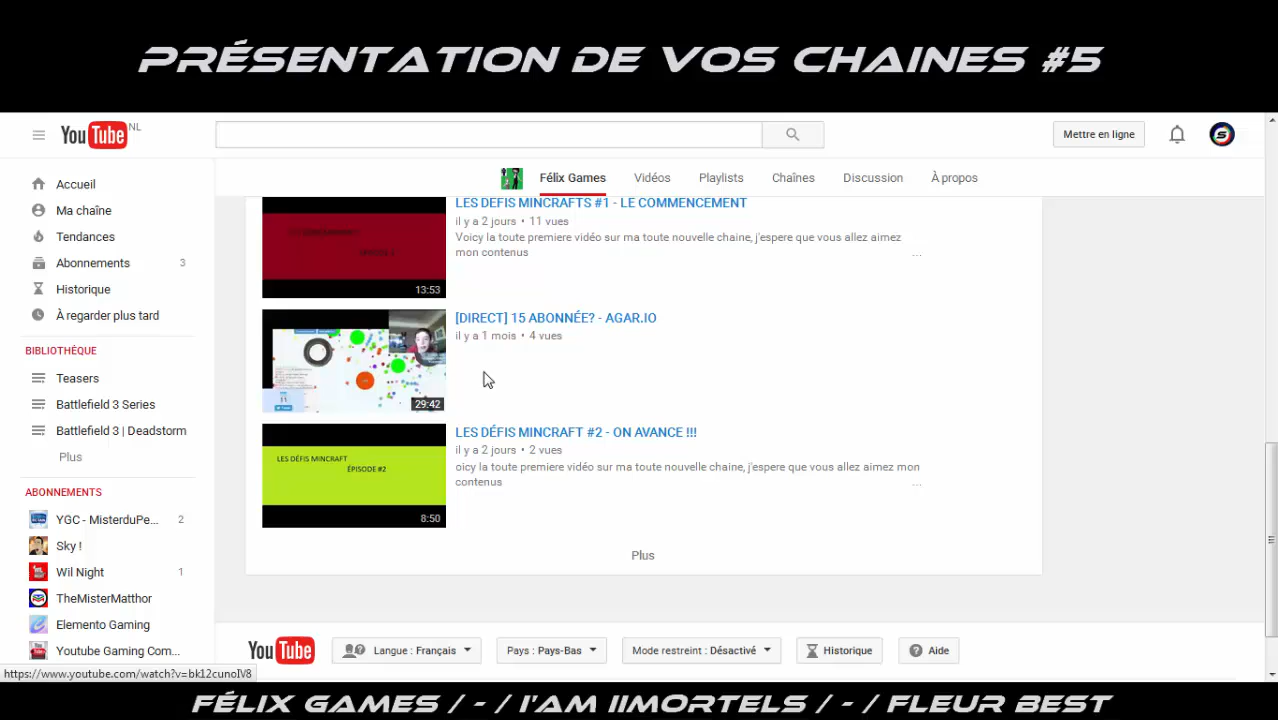 PRÉSENTATION DE VOS CHAINES #5
YouTube NL
Mettre en ligne
Félix Games
Vidéos
Playlists
Chaînes
Discussion
À propos
Accueil
Ma chaîne
Tendances
Abonnements 3
Historique
À regarder plus tard
BIBLIOTHÈQUE
Teasers
Battlefield 3 Series
Battlefield 3 | Deadstorm
Plus
ABONNEMENTS
YGC - MisterduPe... 2
Sky !
Wil Night 1
TheMisterMatthor
Elemento Gaming
Youtube Gaming Com...
LES DEFIS MINCRAFTS #1 - LE COMMENCEMENT
il y a 2 jours • 11 vues
Voicy la toute premiere vidéo sur ma toute nouvelle chaine, j'espere que vous allez aimez
mon contenus
...
13:53
[DIRECT] 15 ABONNÉE? - AGAR.IO
il y a 1 mois • 4 vues
29:42
LES DÉFIS MINCRAFT #2 - ON AVANCE !!!
il y a 2 jours • 2 vues
oicy la toute premiere vidéo sur ma toute nouvelle chaine, j'espere que vous allez aimez mon
contenus
...
LES DÉFIS MINCRAFT
ÉPISODE #2
8:50
Plus
YouTube
Langue : Français
Pays : Pays-Bas
Mode restreint : Désactivé
Historique
Aide
https://www.youtube.com/watch?v=bk12cunoIV8
FÉLIX GAMES / - / I'AM IIMORTELS / - / FLEUR BEST